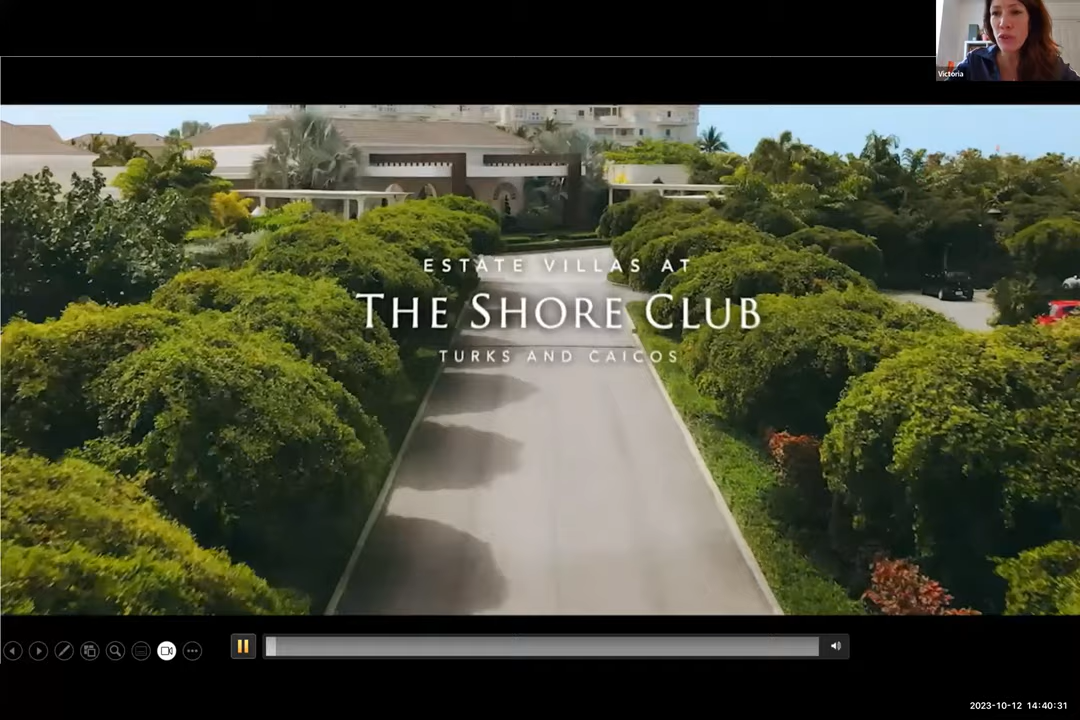 Victoria
ESTATE VILLAS AT
THE SHORE CLUB
TURKS AND CAICOS
2023-10-12 14:40:31